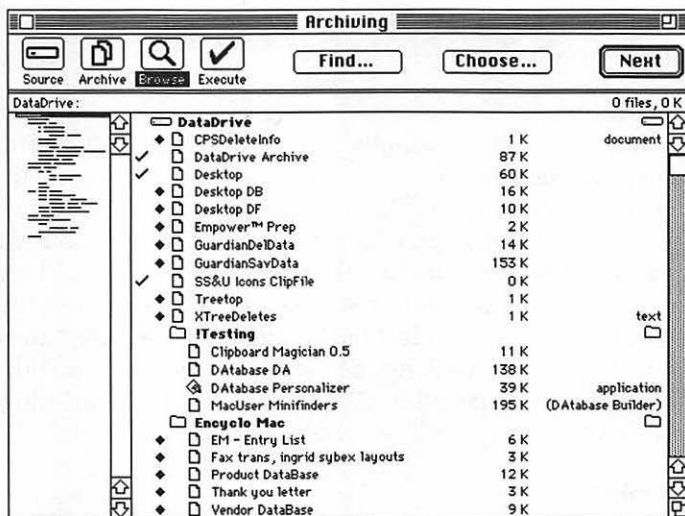 Archiving
Source Archive Browse Execute Find... Choose... Next
DataDrive: 0 files, 0 K
DataDrive
◆ CPSDeleteInfo 1 K document
✓ DataDrive Archive 87 K
✓ Desktop 60 K
◆ Desktop DB 16 K
◆ Desktop DF 10 K
◆ Empower™ Prep 2 K
◆ GuardianDelData 14 K
◆ GuardianSavData 153 K
✓ SS&U Icons ClipFile 0 K
◆ Treetop 1 K
◆ XTreeDeletes 1 K text
!Testing
Clipboard Magician 0.5 11 K
DAtabase DA 138 K
DAtabase Personalizer 39 K application
MacUser Minifinders 195 K (DAtabase Builder)
Encyclo Mac
◆ EM - Entry List 6 K
◆ Fax trans, ingrid sybex layouts 3 K
◆ Product DataBase 12 K
◆ Thank you letter 3 K
◆ Vendor DataBase 9 K